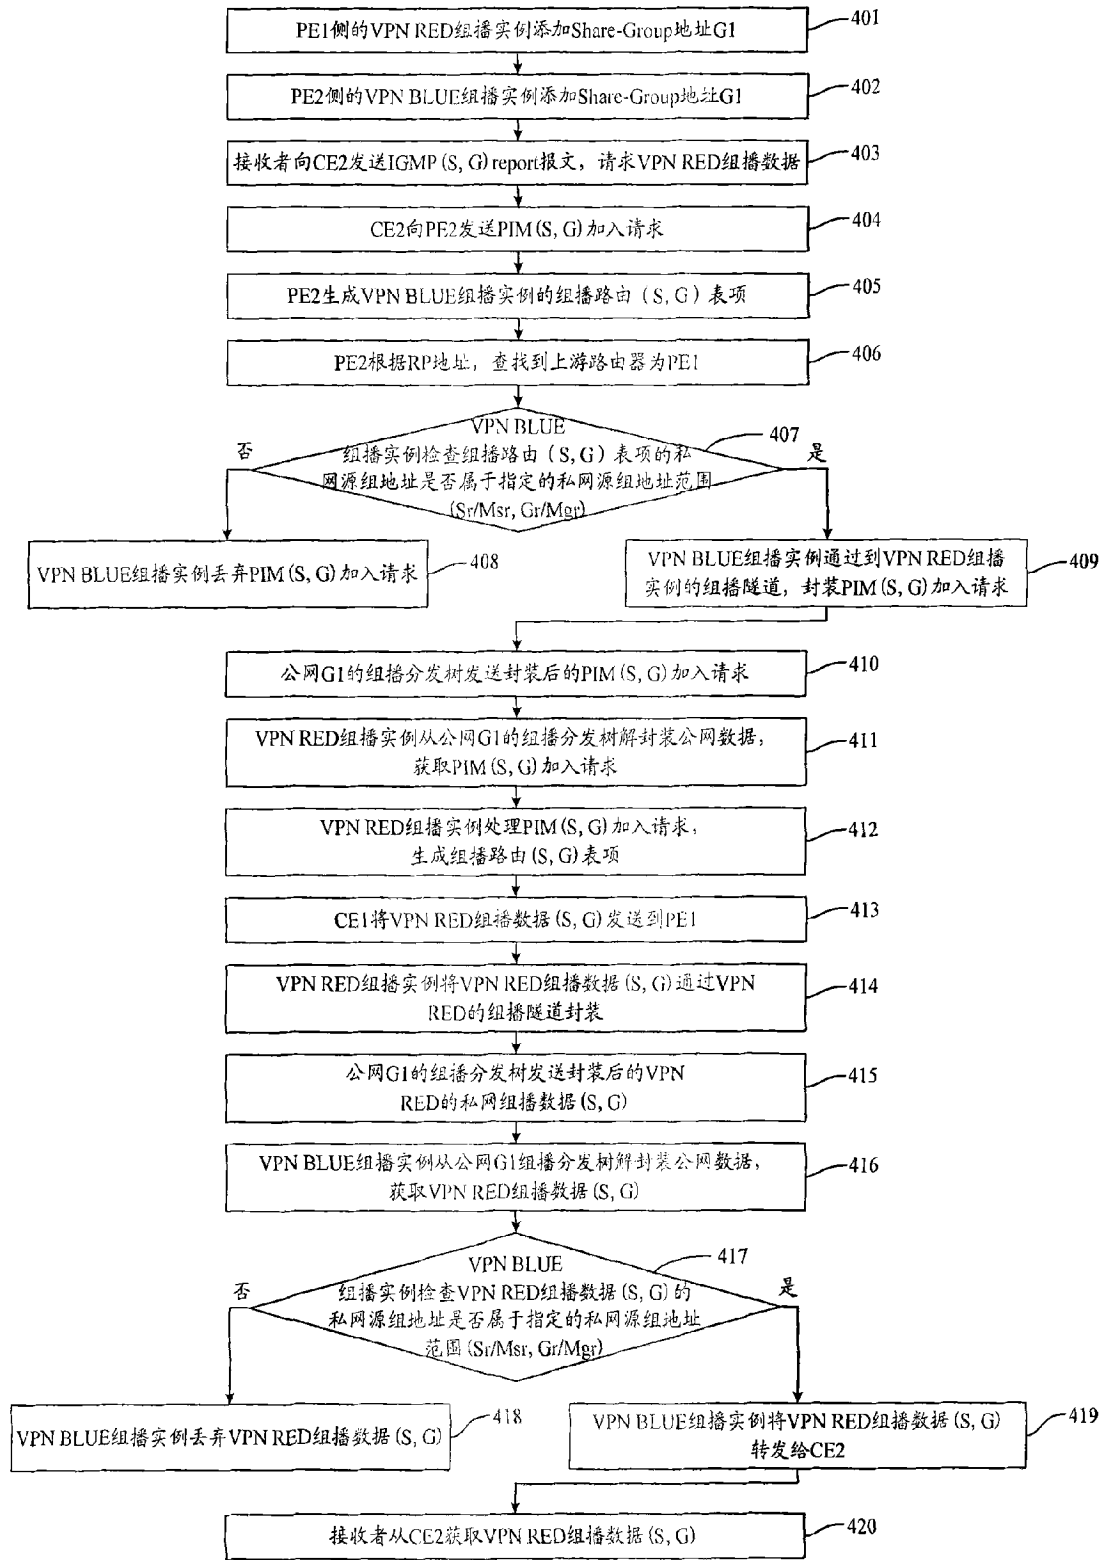 PE1侧的VPN RED组播实例添加Share-Group地址G1
401
PE2侧的VPN BLUE组播实例添加Share-Group地址G1
402
接收者向CE2发送IGMP(S, G) report报文，请求VPN RED组播数据
403
CE2向PE2发送PIM(S, G)加入请求
404
PE2生成VPN BLUE组播实例的组播路由（S, G）表项
405
PE2根据RP地址，查找到上游路由器为PE1
406
VPN BLUE
组播实例检查组播路由（S, G）表项的私
网源组地址是否属于指定的私网源组地址范围
(Sr/Msr, Gr/Mgr)
407
否
是
VPN BLUE组播实例丢弃PIM(S, G)加入请求
408
VPN BLUE组播实例通过到VPN RED组播
实例的组播隧道，封装PIM(S, G)加入请求
409
公网G1的组播分发树发送封装后的PIM(S, G)加入请求
410
VPN RED组播实例从公网G1的组播分发树解封装公网数据，
获取PIM(S, G)加入请求
411
VPN RED组播实例处理PIM(S, G)加入请求，
生成组播路由(S, G)表项
412
CE1将VPN RED组播数据(S, G)发送到PE1
413
VPN RED组播实例将VPN RED组播数据(S, G)通过VPN
RED的组播隧道封装
414
公网G1的组播分发树发送封装后的VPN
RED的私网组播数据(S, G)
415
VPN BLUE组播实例从公网G1组播分发树解封装公网数据，
获取VPN RED组播数据(S, G)
416
VPN BLUE
组播实例检查VPN RED组播数据(S, G)的
私网源组地址是否属于指定的私网源组地址
范围(Sr/Msr, Gr/Mgr)
417
否
是
VPN BLUE组播实例丢弃VPN RED组播数据(S, G)
418
VPN BLUE组播实例将VPN RED组播数据(S, G)
转发给CE2
419
接收者从CE2获取VPN RED组播数据(S, G)
420